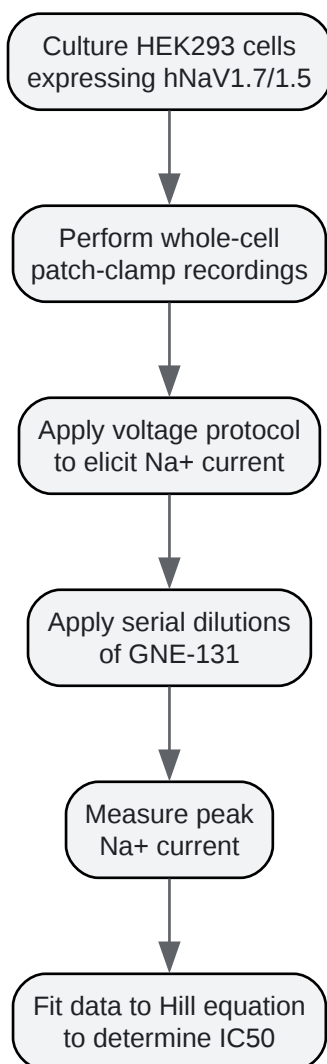 Culture HEK293 cells
expressing hNaV1.7/1.5
Perform whole-cell
patch-clamp recordings
Apply voltage protocol
to elicit Na+ current
Apply serial dilutions
of GNE-131
Measure peak
Na+ current
Fit data to Hill equation
to determine IC50